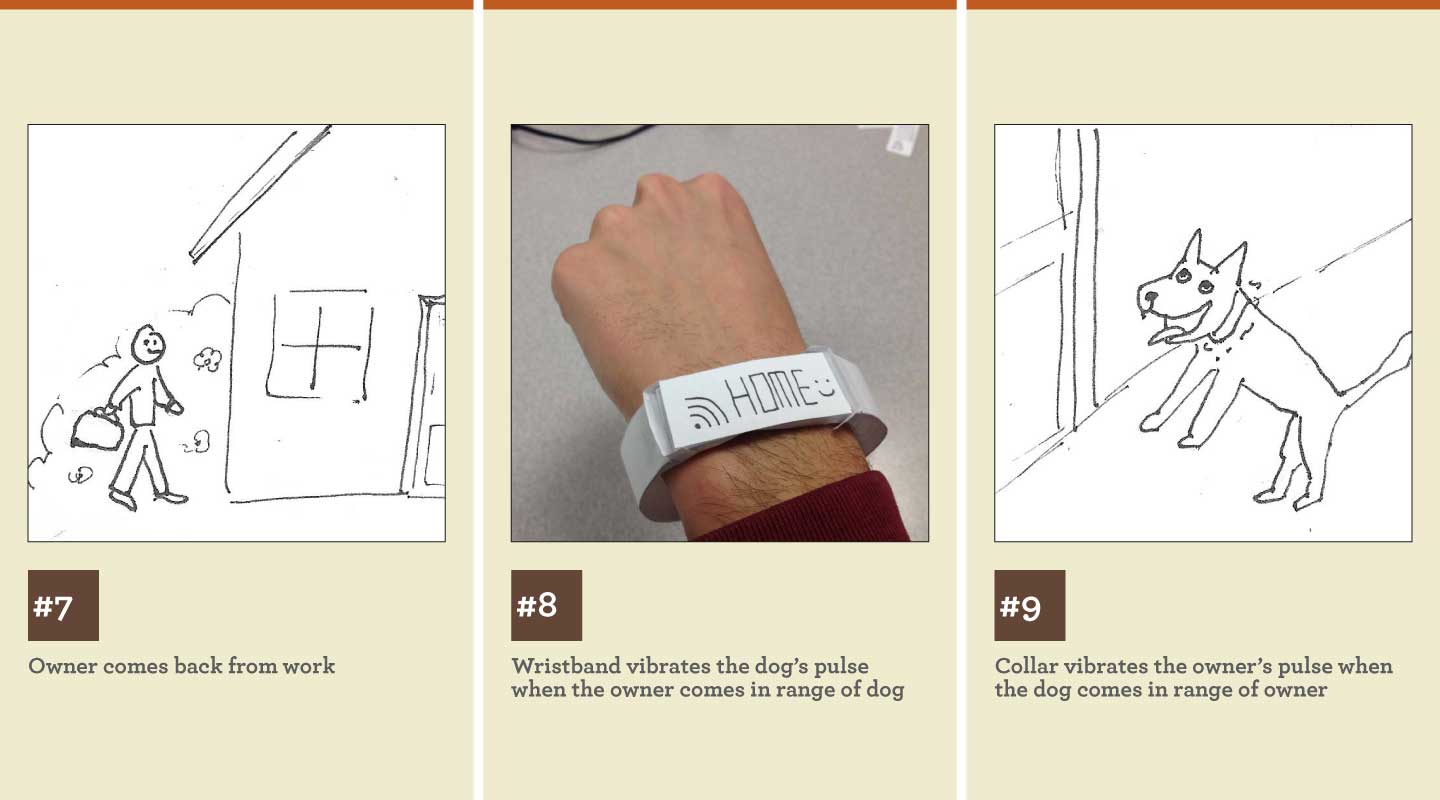 HOME
#7
Owner comes back from work
#8
Wristband vibrates the dog's pulse
when the owner comes in range of dog
#9
Collar vibrates the owner's pulse when
the dog comes in range of owner